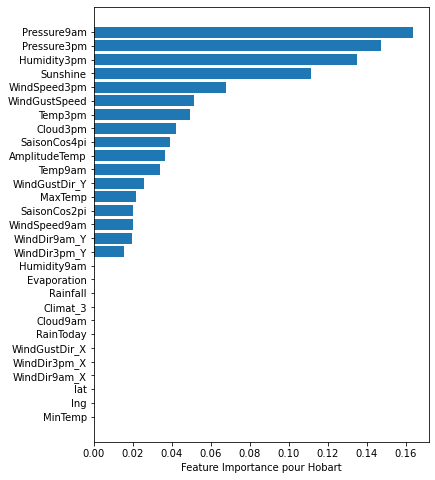 Pressure9am
Pressure3pm
Humidity3pm
Sunshine
WindSpeed3pm
WindGustSpeed
Temp3pm
Cloud3pm
SaisonCos4pi
AmplitudeTemp
Temp9am
WindGustDir_Y
MaxTemp
SaisonCos2pi
WindSpeed9am
WindDir9am_Y
WindDir3pm_Y
Humidity9am
Evaporation
Rainfall
Climat_3
Cloud9am
RainToday
WindGustDir_X
WindDir3pm_X
WindDir9am_X
lat
lng
MinTemp
0.00 0.02 0.04 0.06 0.08 0.10 0.12 0.14 0.16
Feature Importance pour Hobart